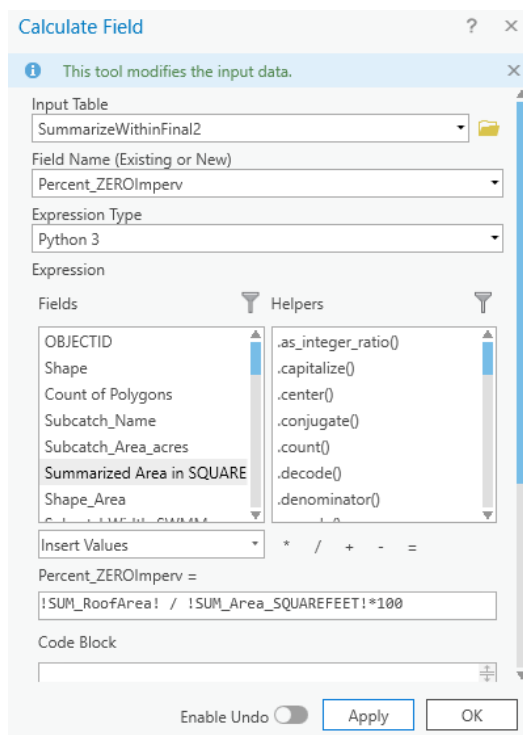 Calculate Field
This tool modifies the input data.
Input Table
SummarizeWithinFinal2
Field Name (Existing or New)
Percent_ZEROImperv
Expression Type
Python 3
Expression
Fields
Helpers
OBJECTID
Shape
Count of Polygons
Subcatch_Name
Subcatch_Area_acres
Summarized Area in SQUARE
Shape_Area
.as_integer_ratio()
.capitalize()
.center()
.conjugate()
.count()
.decode()
.denominator()
Insert Values
* / + - =
Percent_ZEROImperv =
!SUM_RoofArea! / !SUM_Area_SQUAREFEET!*100
Code Block
Enable Undo
Apply
OK